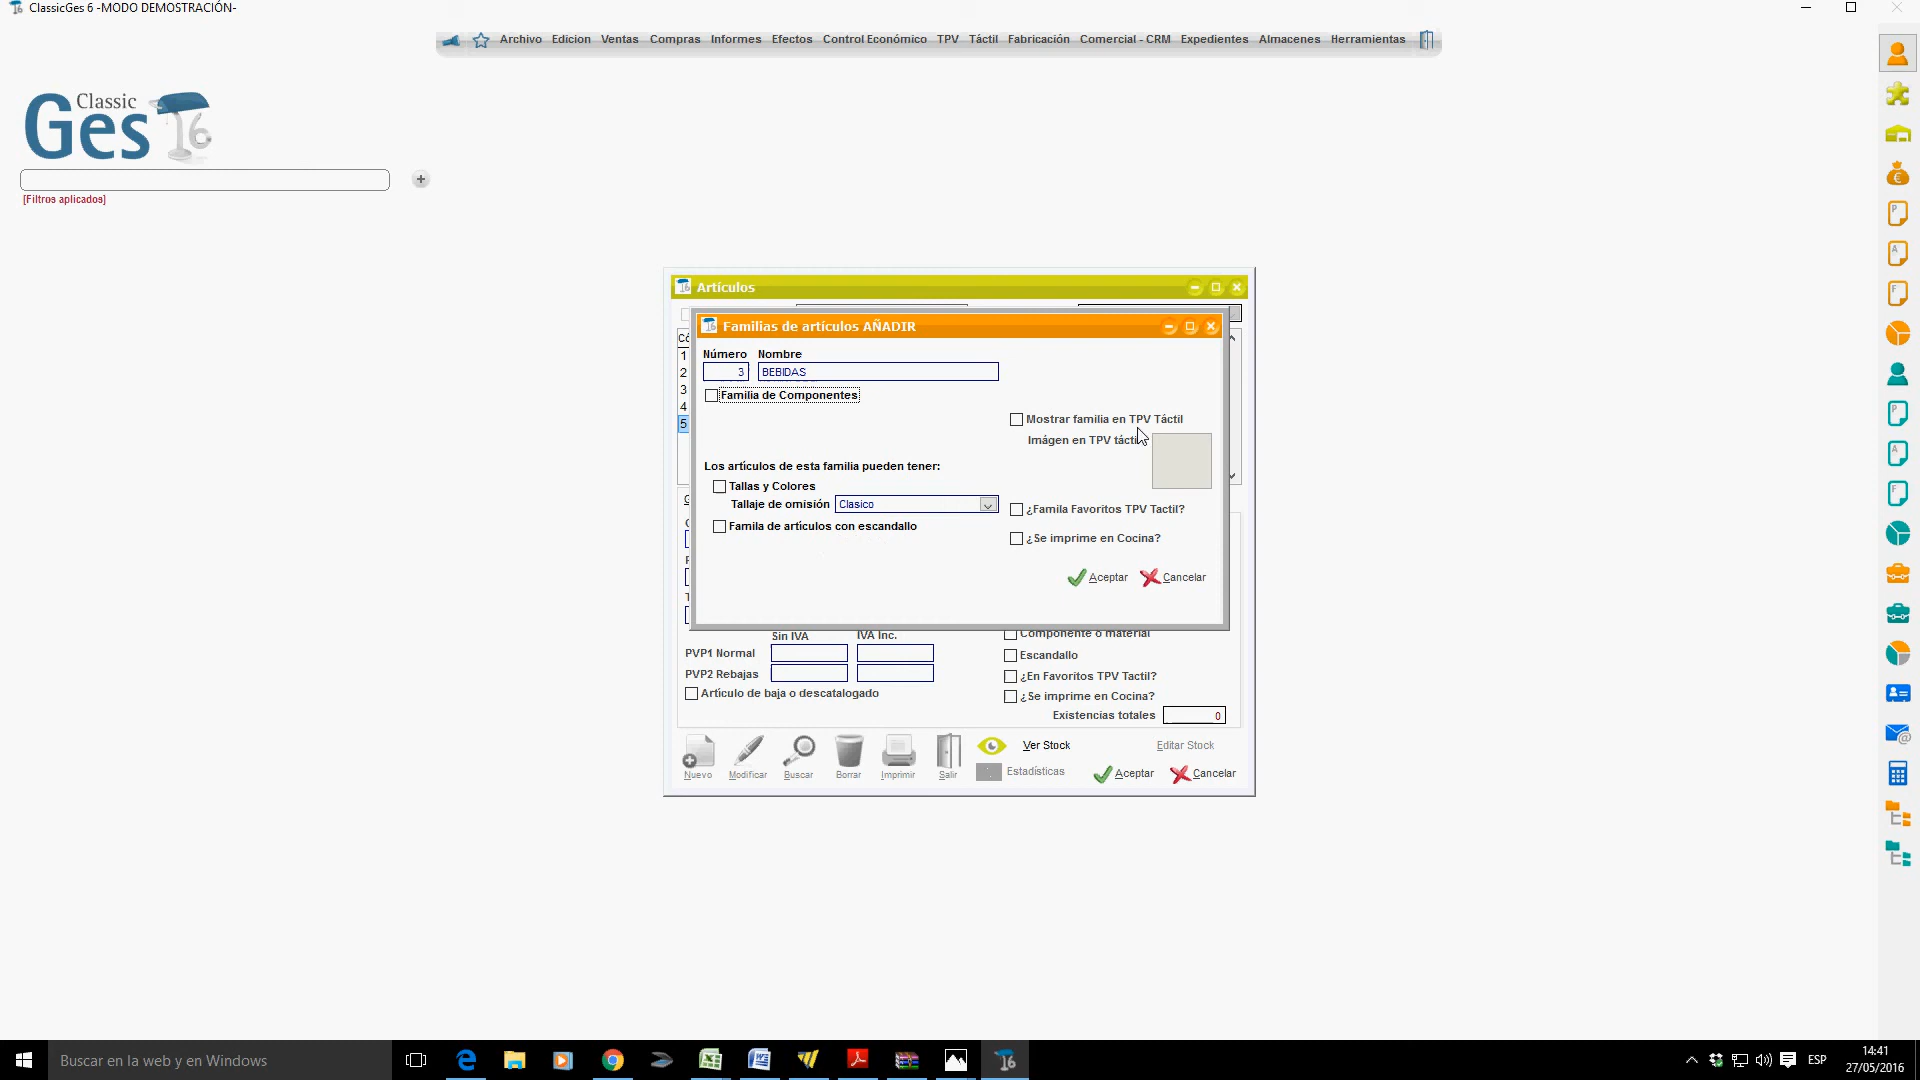 ClassicGes 6 -MODO DEMOSTRACIÓN-
Archivo Edicion Ventas Compras Informes Efectos Control Económico TPV Táctil Fabricación Comercial - CRM Expedientes Almacenes Herramientas
Classic
Ges 6
[Filtros aplicados]
Artículos
Familias de artículos AÑADIR
1
2
3
4
5
Número Nombre
3 BEBIDAS
Familia de Componentes
Mostrar familia en TPV Táctil
Imágen en TPV táctil
Los artículos de esta familia pueden tener:
Tallas y Colores
Tallaje de omisión Clasico
¿Famila Favoritos TPV Tactil?
Famila de artículos con escandallo
¿Se imprime en Cocina?
Aceptar Cancelar
Sin IVA IVA Inc.
Componente o material
PVP1 Normal
Escandallo
PVP2 Rebajas
¿En Favoritos TPV Tactil?
Artículo de baja o descatalogado
¿Se imprime en Cocina?
Existencias totales 0
Nuevo Modificar Buscar Borrar Imprimir Salir
Ver Stock Editar Stock
Estadísticas Aceptar Cancelar
Buscar en la web y en Windows
ESP
14:41
27/05/2016